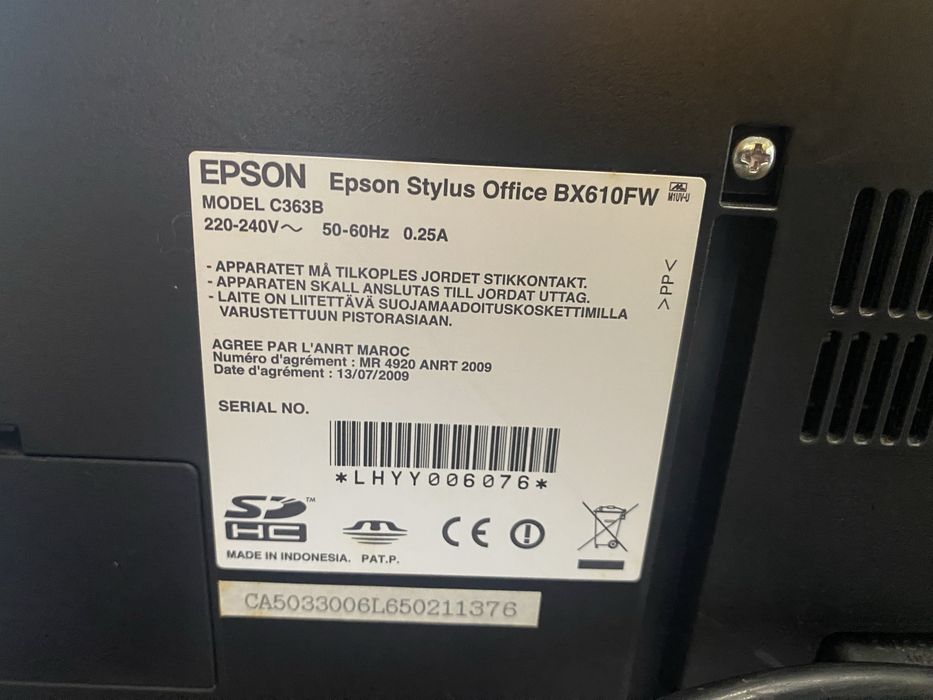 EPSON Epson Stylus Office BX610FW
M1UV-U
MODEL C363B
220-240V～ 50-60Hz 0.25A
>PP<
- APPARATET MÅ TILKOPLES JORDET STIKKONTAKT.
- APPARATEN SKALL ANSLUTAS TILL JORDAT UTTAG.
- LAITE ON LIITETTÄVÄ SUOJAMAADOITUSKOSKETTIMILLA
VARUSTETTUUN PISTORASIAAN.
AGREE PAR L'ANRT MAROC
Numéro d'agrément : MR 4920 ANRT 2009
Date d'agrément : 13/07/2009
SERIAL NO.
*LHYY006076*
SD™
HC
CE
MADE IN INDONESIA. PAT.P.
CA5033006L650211376